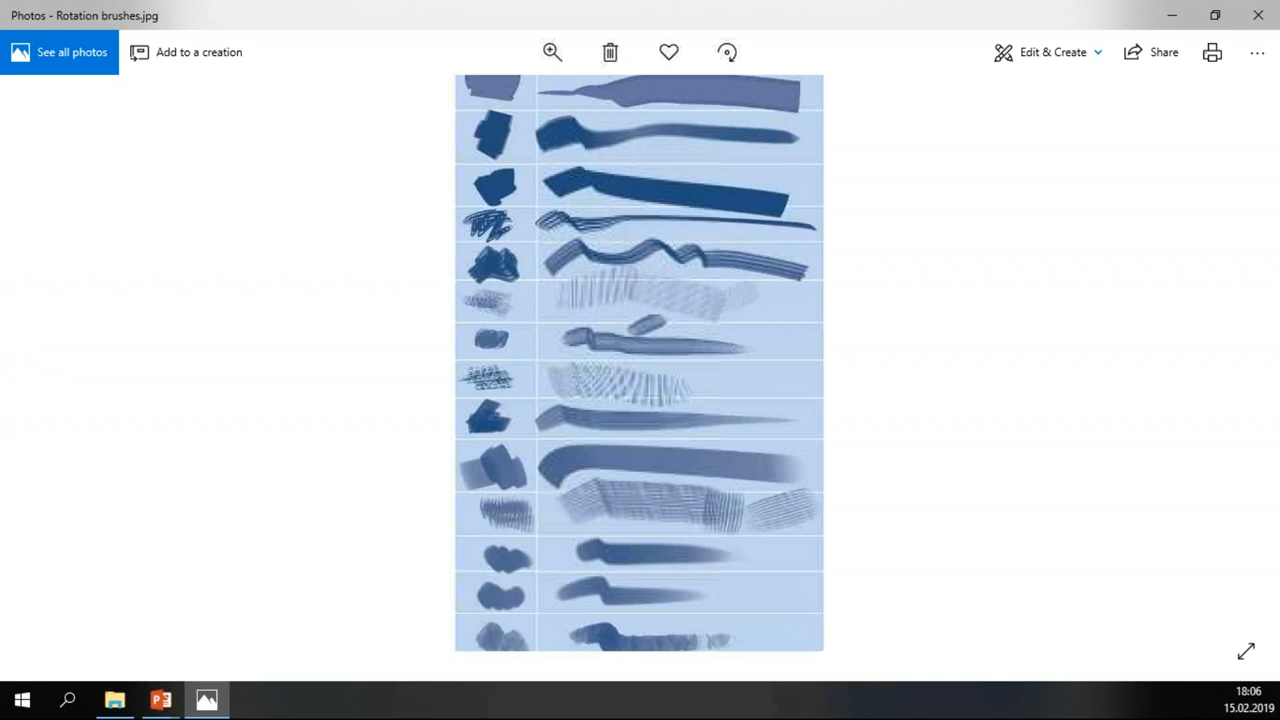 Photos - Rotation brushes.jpg
See all photos
Add to a creation
Edit & Create
Share
18:06
15.02.2019